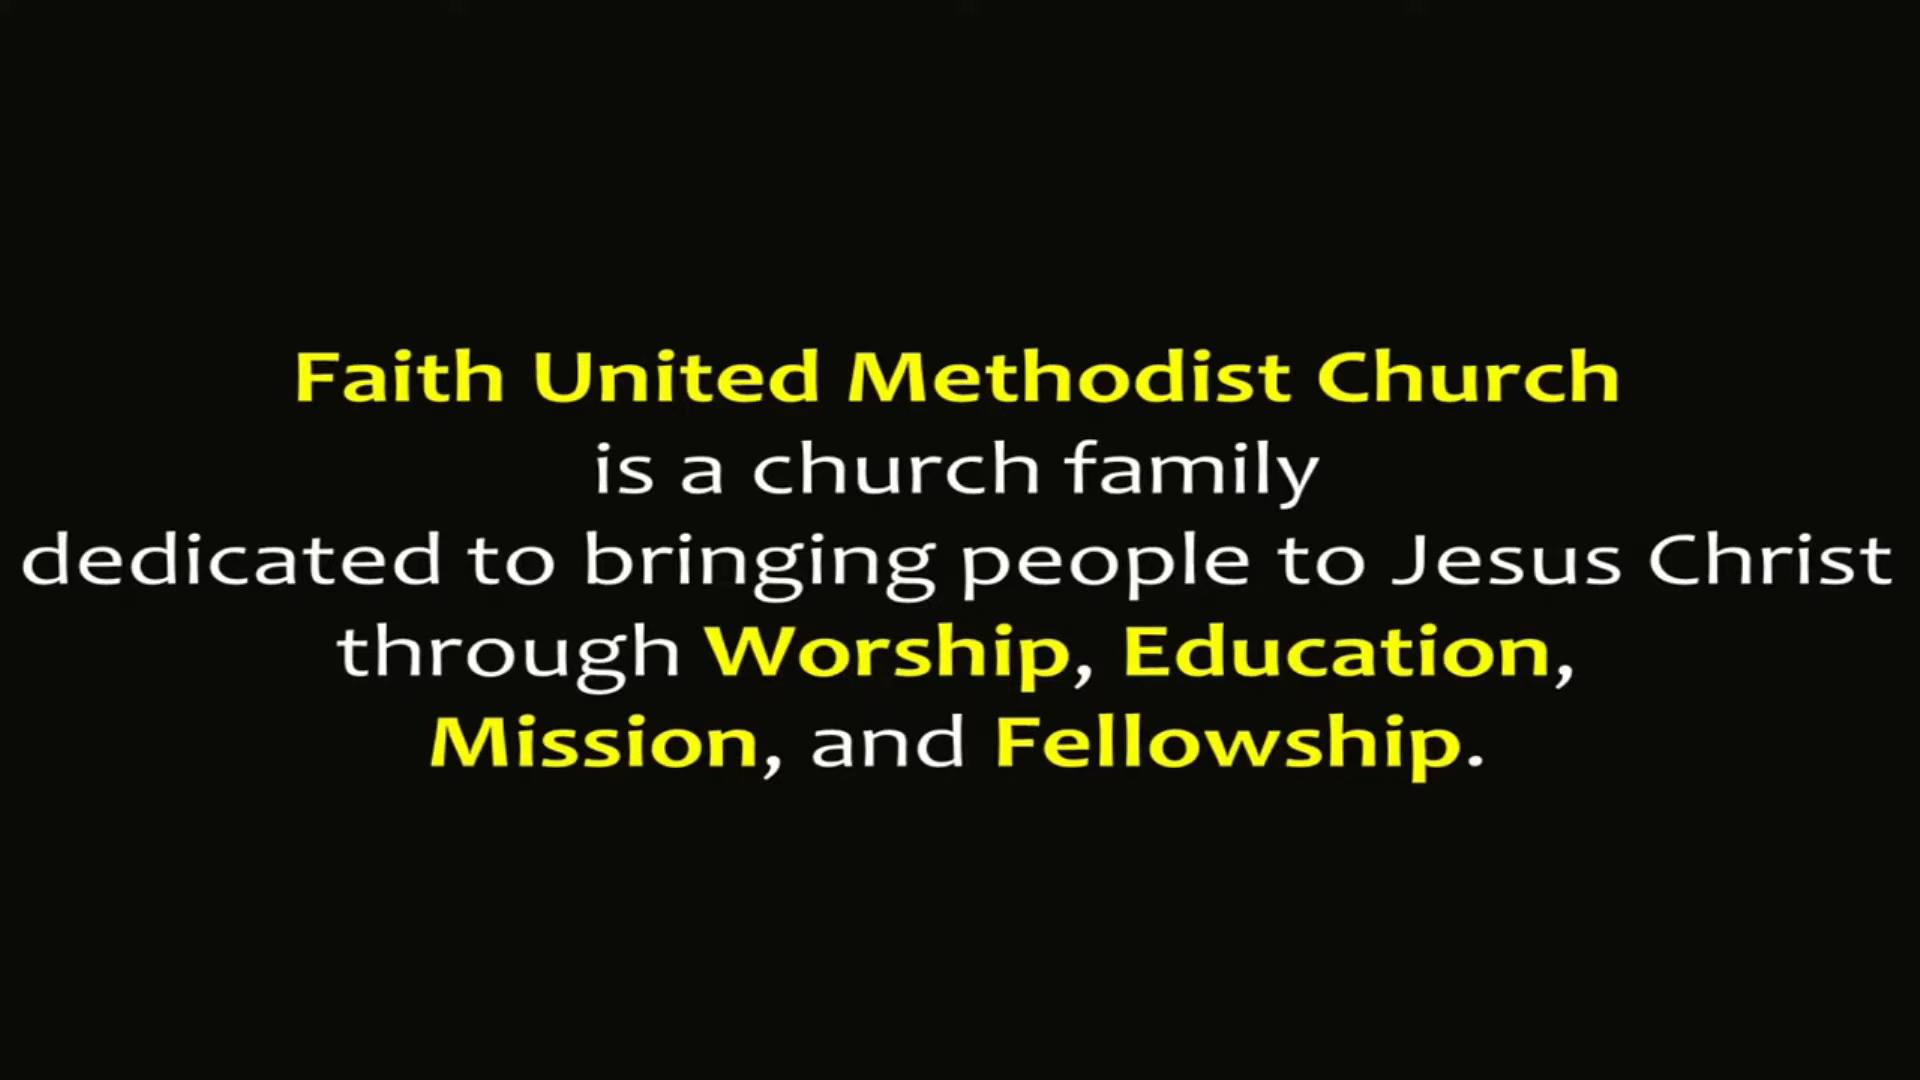 Faith United Methodist Church
is a church family
dedicated to bringing people to Jesus Christ
through Worship, Education,
Mission, and Fellowship.